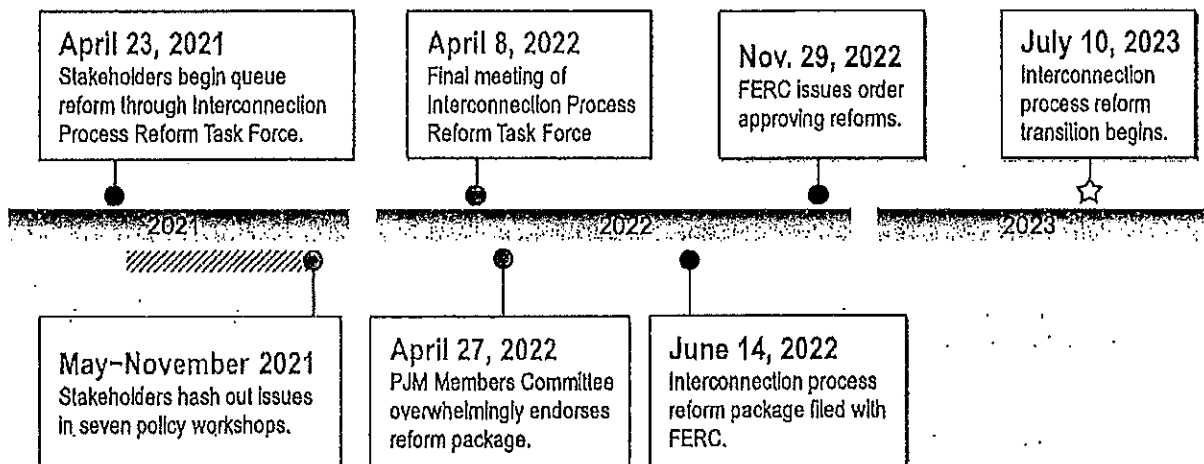 April 23, 2021
Stakeholders begin queue
reform through Interconnection
Process Reform Task Force.
April 8, 2022
Final meeting of
Interconnection Process
Reform Task Force
Nov. 29, 2022
FERC issues order
approving reforms.
July 10, 2023
Interconnection
process reform
transition begins.
2021
2022
2023
May–November 2021
Stakeholders hash out issues
in seven policy workshops.
April 27, 2022
PJM Members Committee
overwhelmingly endorses
reform package.
June 14, 2022
Interconnection process
reform package filed with
FERC.